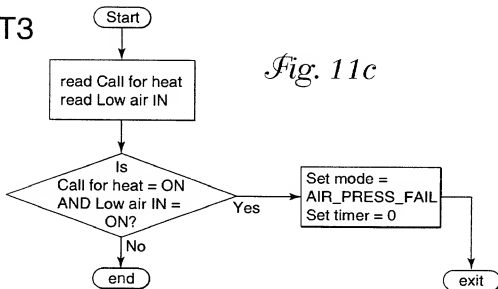 T3
Start
Fig. 11c
read Call for heat
read Low air IN
Is
Call for heat = ON
AND Low air IN =
ON?
Yes
No
Set mode =
AIR_PRESS_FAIL
Set timer = 0
end
exit